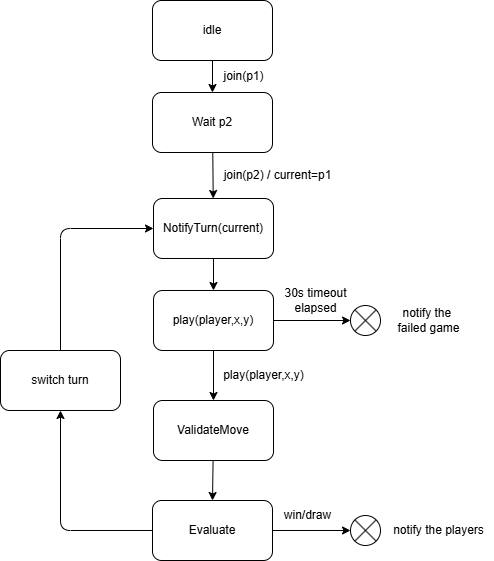 idle
join(p1)
Wait p2
join(p2) / current=p1
NotifyTurn(current)
30s timeout
elapsed
play(player,x,y)
notify the
failed game
switch turn
play(player,x,y)
ValidateMove
win/draw
Evaluate
notify the players